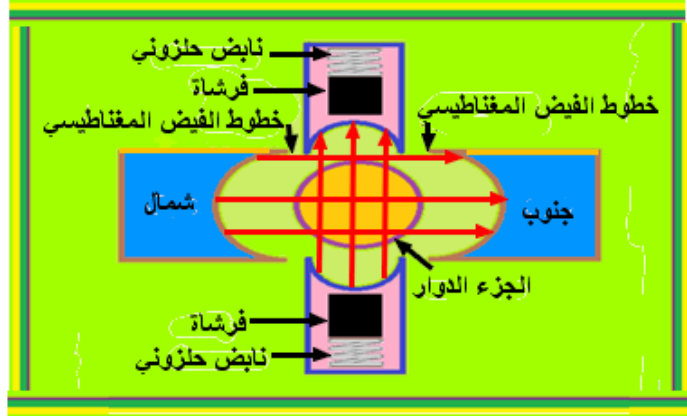 نابض حلزوني
فرشاة
خطوط الفيض المغناطيسي
خطوط الفيض المغناطيسي
شمال
جنوب
الجزء الدوار
فرشاة
نابض حلزوني